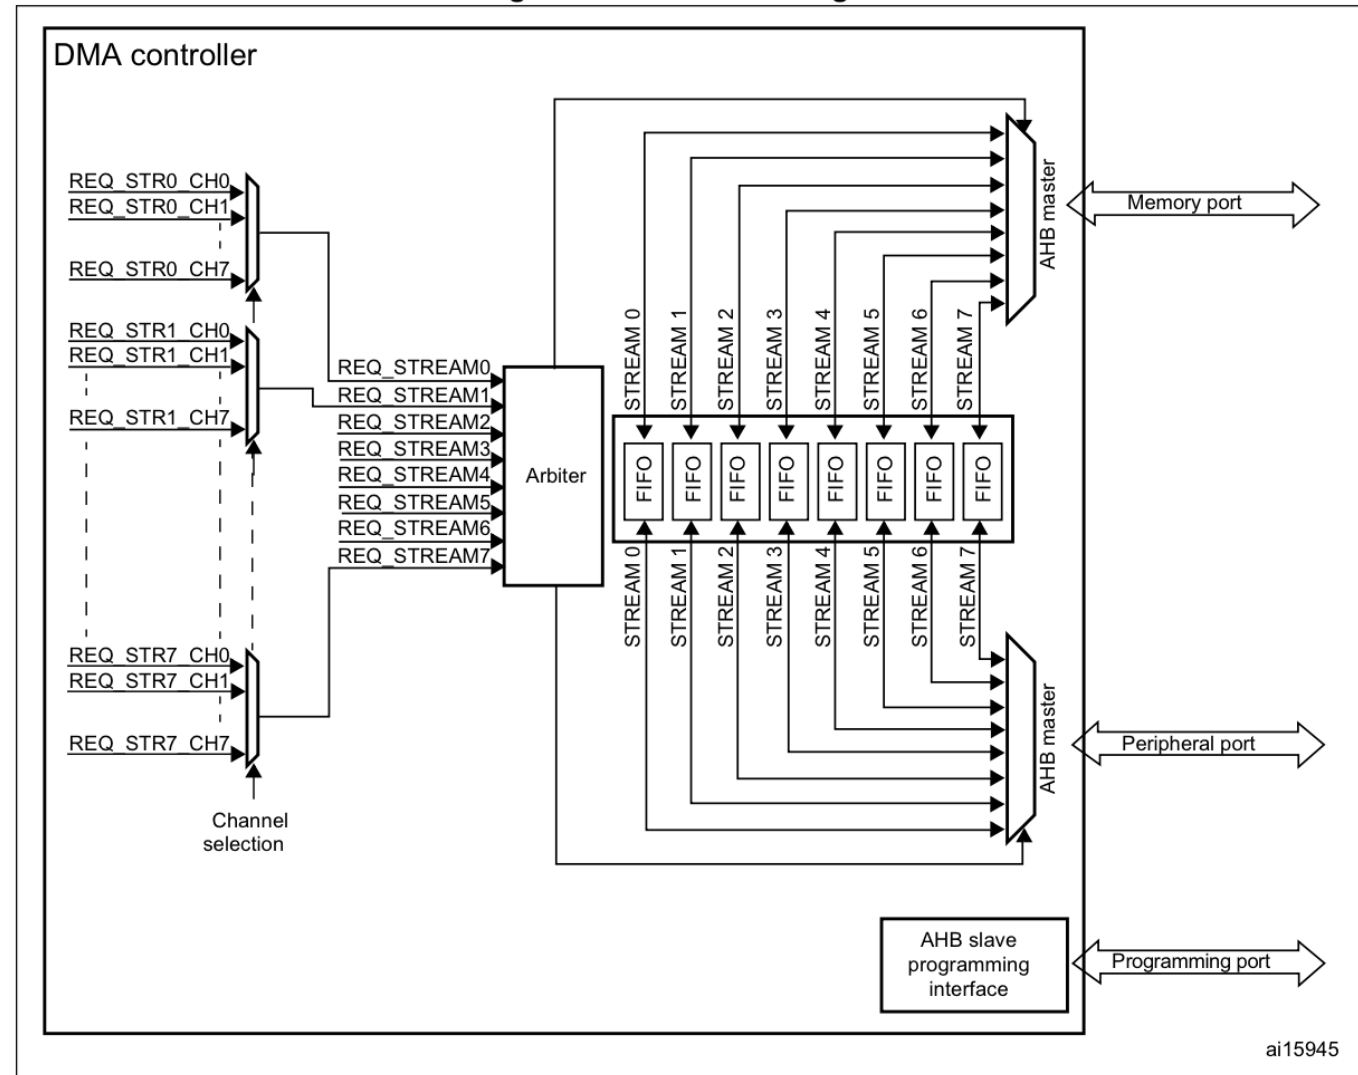 DMA controller
REQ_STR0_CH0
REQ_STR0_CH1
REQ_STR0_CH7
REQ_STR1_CH0
REQ_STR1_CH1
REQ_STR1_CH7
REQ_STR7_CH0
REQ_STR7_CH1
REQ_STR7_CH7
Channel
selection
REQ_STREAM0
REQ_STREAM1
REQ_STREAM2
REQ_STREAM3
REQ_STREAM4
REQ_STREAM5
REQ_STREAM6
REQ_STREAM7
Arbiter
STREAM 0
STREAM 1
STREAM 2
STREAM 3
STREAM 4
STREAM 5
STREAM 6
STREAM 7
FIFO
FIFO
FIFO
FIFO
FIFO
FIFO
FIFO
FIFO
STREAM 0
STREAM 1
STREAM 2
STREAM 3
STREAM 4
STREAM 5
STREAM 6
STREAM 7
AHB master
Memory port
AHB master
Peripheral port
AHB slave
programming
interface
Programming port
ai15945